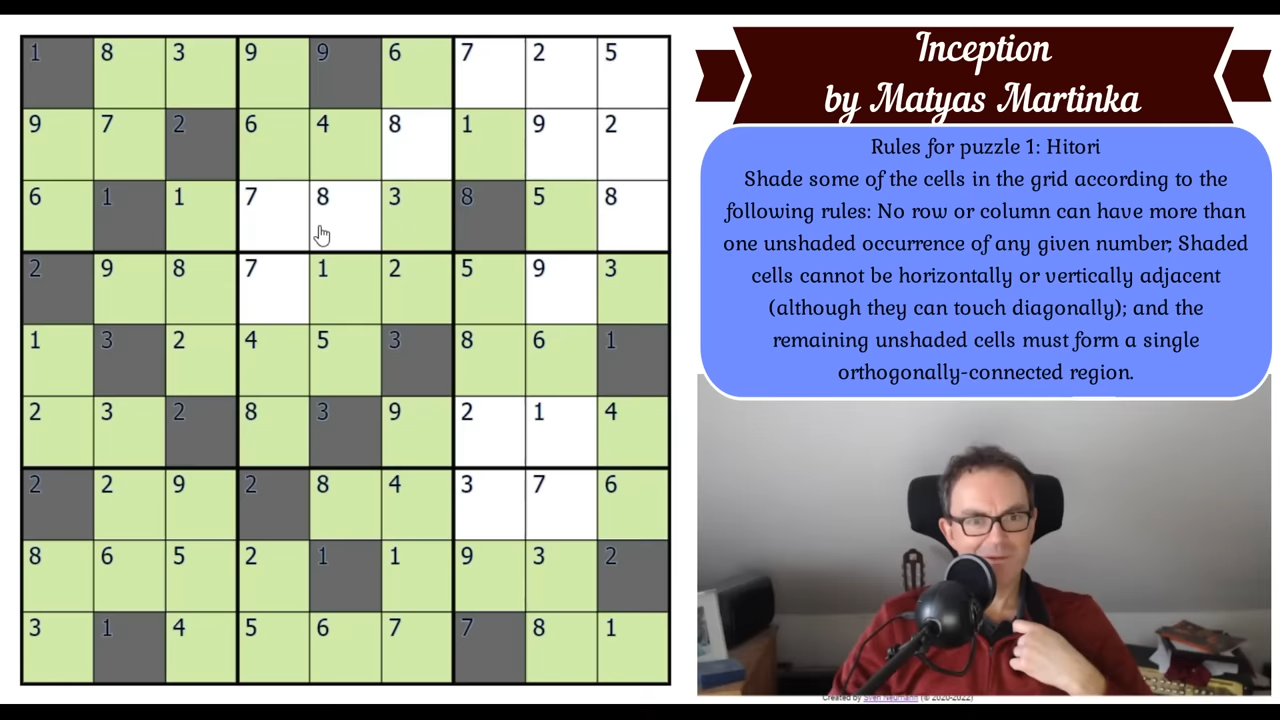 1 8 3 9 9 6 7 2 5
9 7 2 6 4 8 1 9 2
6 1 1 7 8 3 8 5 8
2 9 8 7 1 2 5 9 3
1 3 2 4 5 3 8 6 1
2 3 2 8 3 9 2 1 4
2 2 9 2 8 4 3 7 6
8 6 5 2 1 1 9 3 2
3 1 4 5 6 7 7 8 1
Inception
by Matyas Martinka
Rules for puzzle 1: Hitori
Shade some of the cells in the grid according to the
following rules: No row or column can have more than
one unshaded occurrence of any given number; Shaded
cells cannot be horizontally or vertically adjacent
(although they can touch diagonally); and the
remaining unshaded cells must form a single
orthogonally-connected region.
Created by Sven Neumann (© 2020-2022)